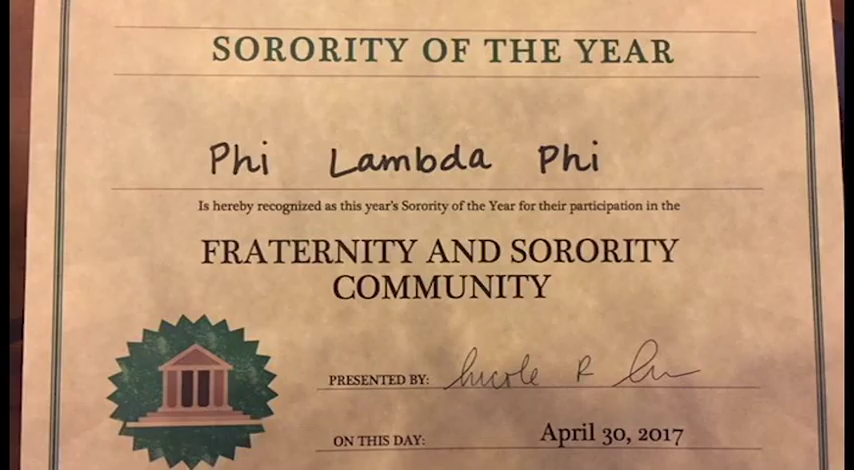 SORORITY OF THE YEAR
Phi Lambda Phi
Is hereby recognized as this year's Sorority of the Year for their participation in the
FRATERNITY AND SORORITY
COMMUNITY
PRESENTED BY: Nicole R
ON THIS DAY: April 30, 2017